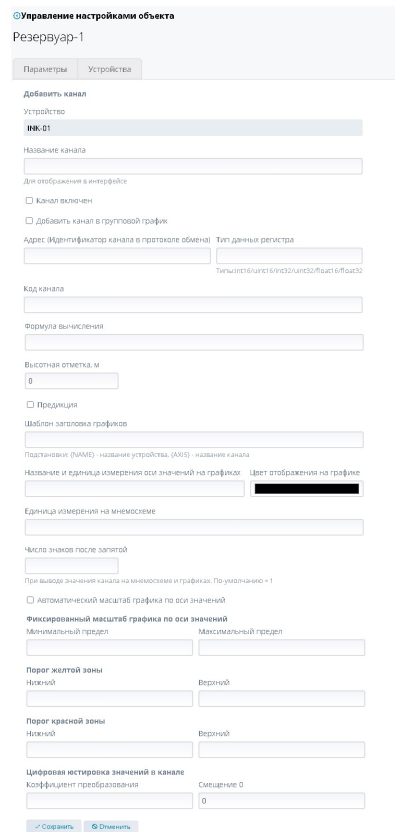 Управление настройками объекта
Резервуар-1
Параметры Устройства
Добавить канал
Устройство
INK-01
Название канала
Для отображения в интерфейсе
Канал включен
Добавить канал в групповой график
Адрес (Идентификатор канала в протоколе обмена) Тип данных регистра
Типы:int16/uint16/int32/uint32/float16/float32
Код канала
Формула вычисления
Высотная отметка, м
0
Предикция
Шаблон заголовка графиков
Подстановки: {NAME} - название устройства, {AXIS} - название канала
Название и единица измерения оси значений на графиках Цвет отображения на графике
Единица измерения на мнемосхеме
Число знаков после запятой
При выводе значения канала на мнемосхеме и графиках. По-умолчанию = 1
Автоматический масштаб графика по оси значений
Фиксированный масштаб графика по оси значений
Минимальный предел Максимальный предел
Порог желтой зоны
Нижний Верхний
Порог красной зоны
Нижний Верхний
Цифровая юстировка значений в канале
Коэффициент преобразования Смещение 0
0
Сохранить Отменить